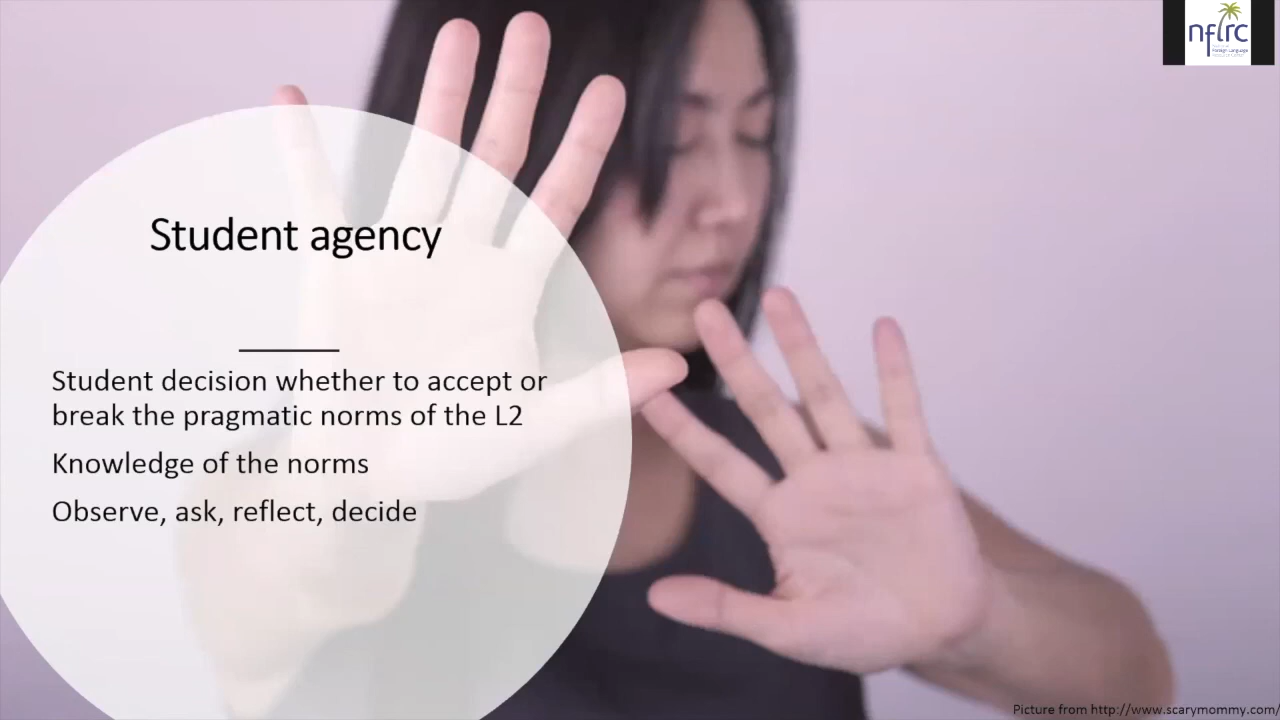 nflrc
Student agency
Student decision whether to accept or
break the pragmatic norms of the L2
Knowledge of the norms
Observe, ask, reflect, decide
Picture from http://www.scarymommy.com/